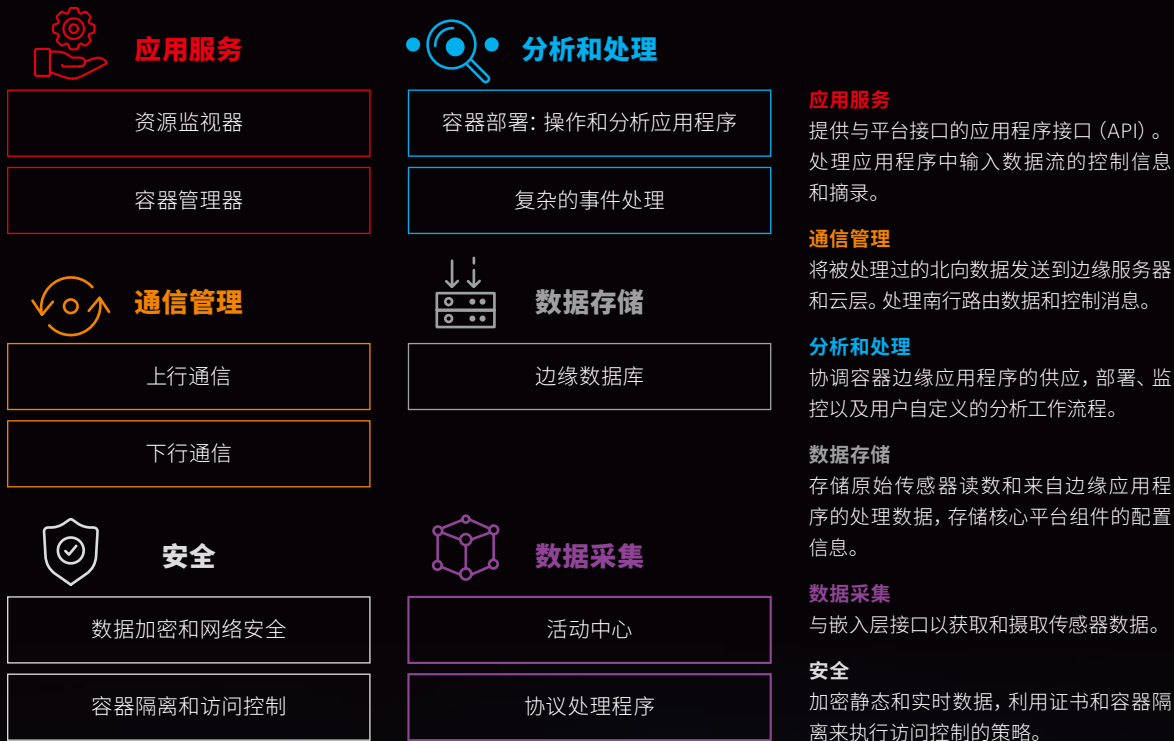 应用服务
资源监视器
容器管理器
分析和处理
容器部署：操作和分析应用程序
复杂的事件处理
通信管理
上行通信
下行通信
数据存储
边缘数据库
安全
数据加密和网络安全
容器隔离和访问控制
数据采集
活动中心
协议处理程序
应用服务
提供与平台接口的应用程序接口（API）。
处理应用程序中输入数据流的控制信息
和摘录。
通信管理
将被处理过的北向数据发送到边缘服务器
和云层。处理南行路由数据和控制消息。
分析和处理
协调容器边缘应用程序的供应，部署、监
控以及用户自定义的分析工作流程。
数据存储
存储原始传感器读数和来自边缘应用程
序的处理数据，存储核心平台组件的配置
信息。
数据采集
与嵌入层接口以获取和摄取传感器数据。
安全
加密静态和实时数据，利用证书和容器隔
离来执行访问控制的策略。